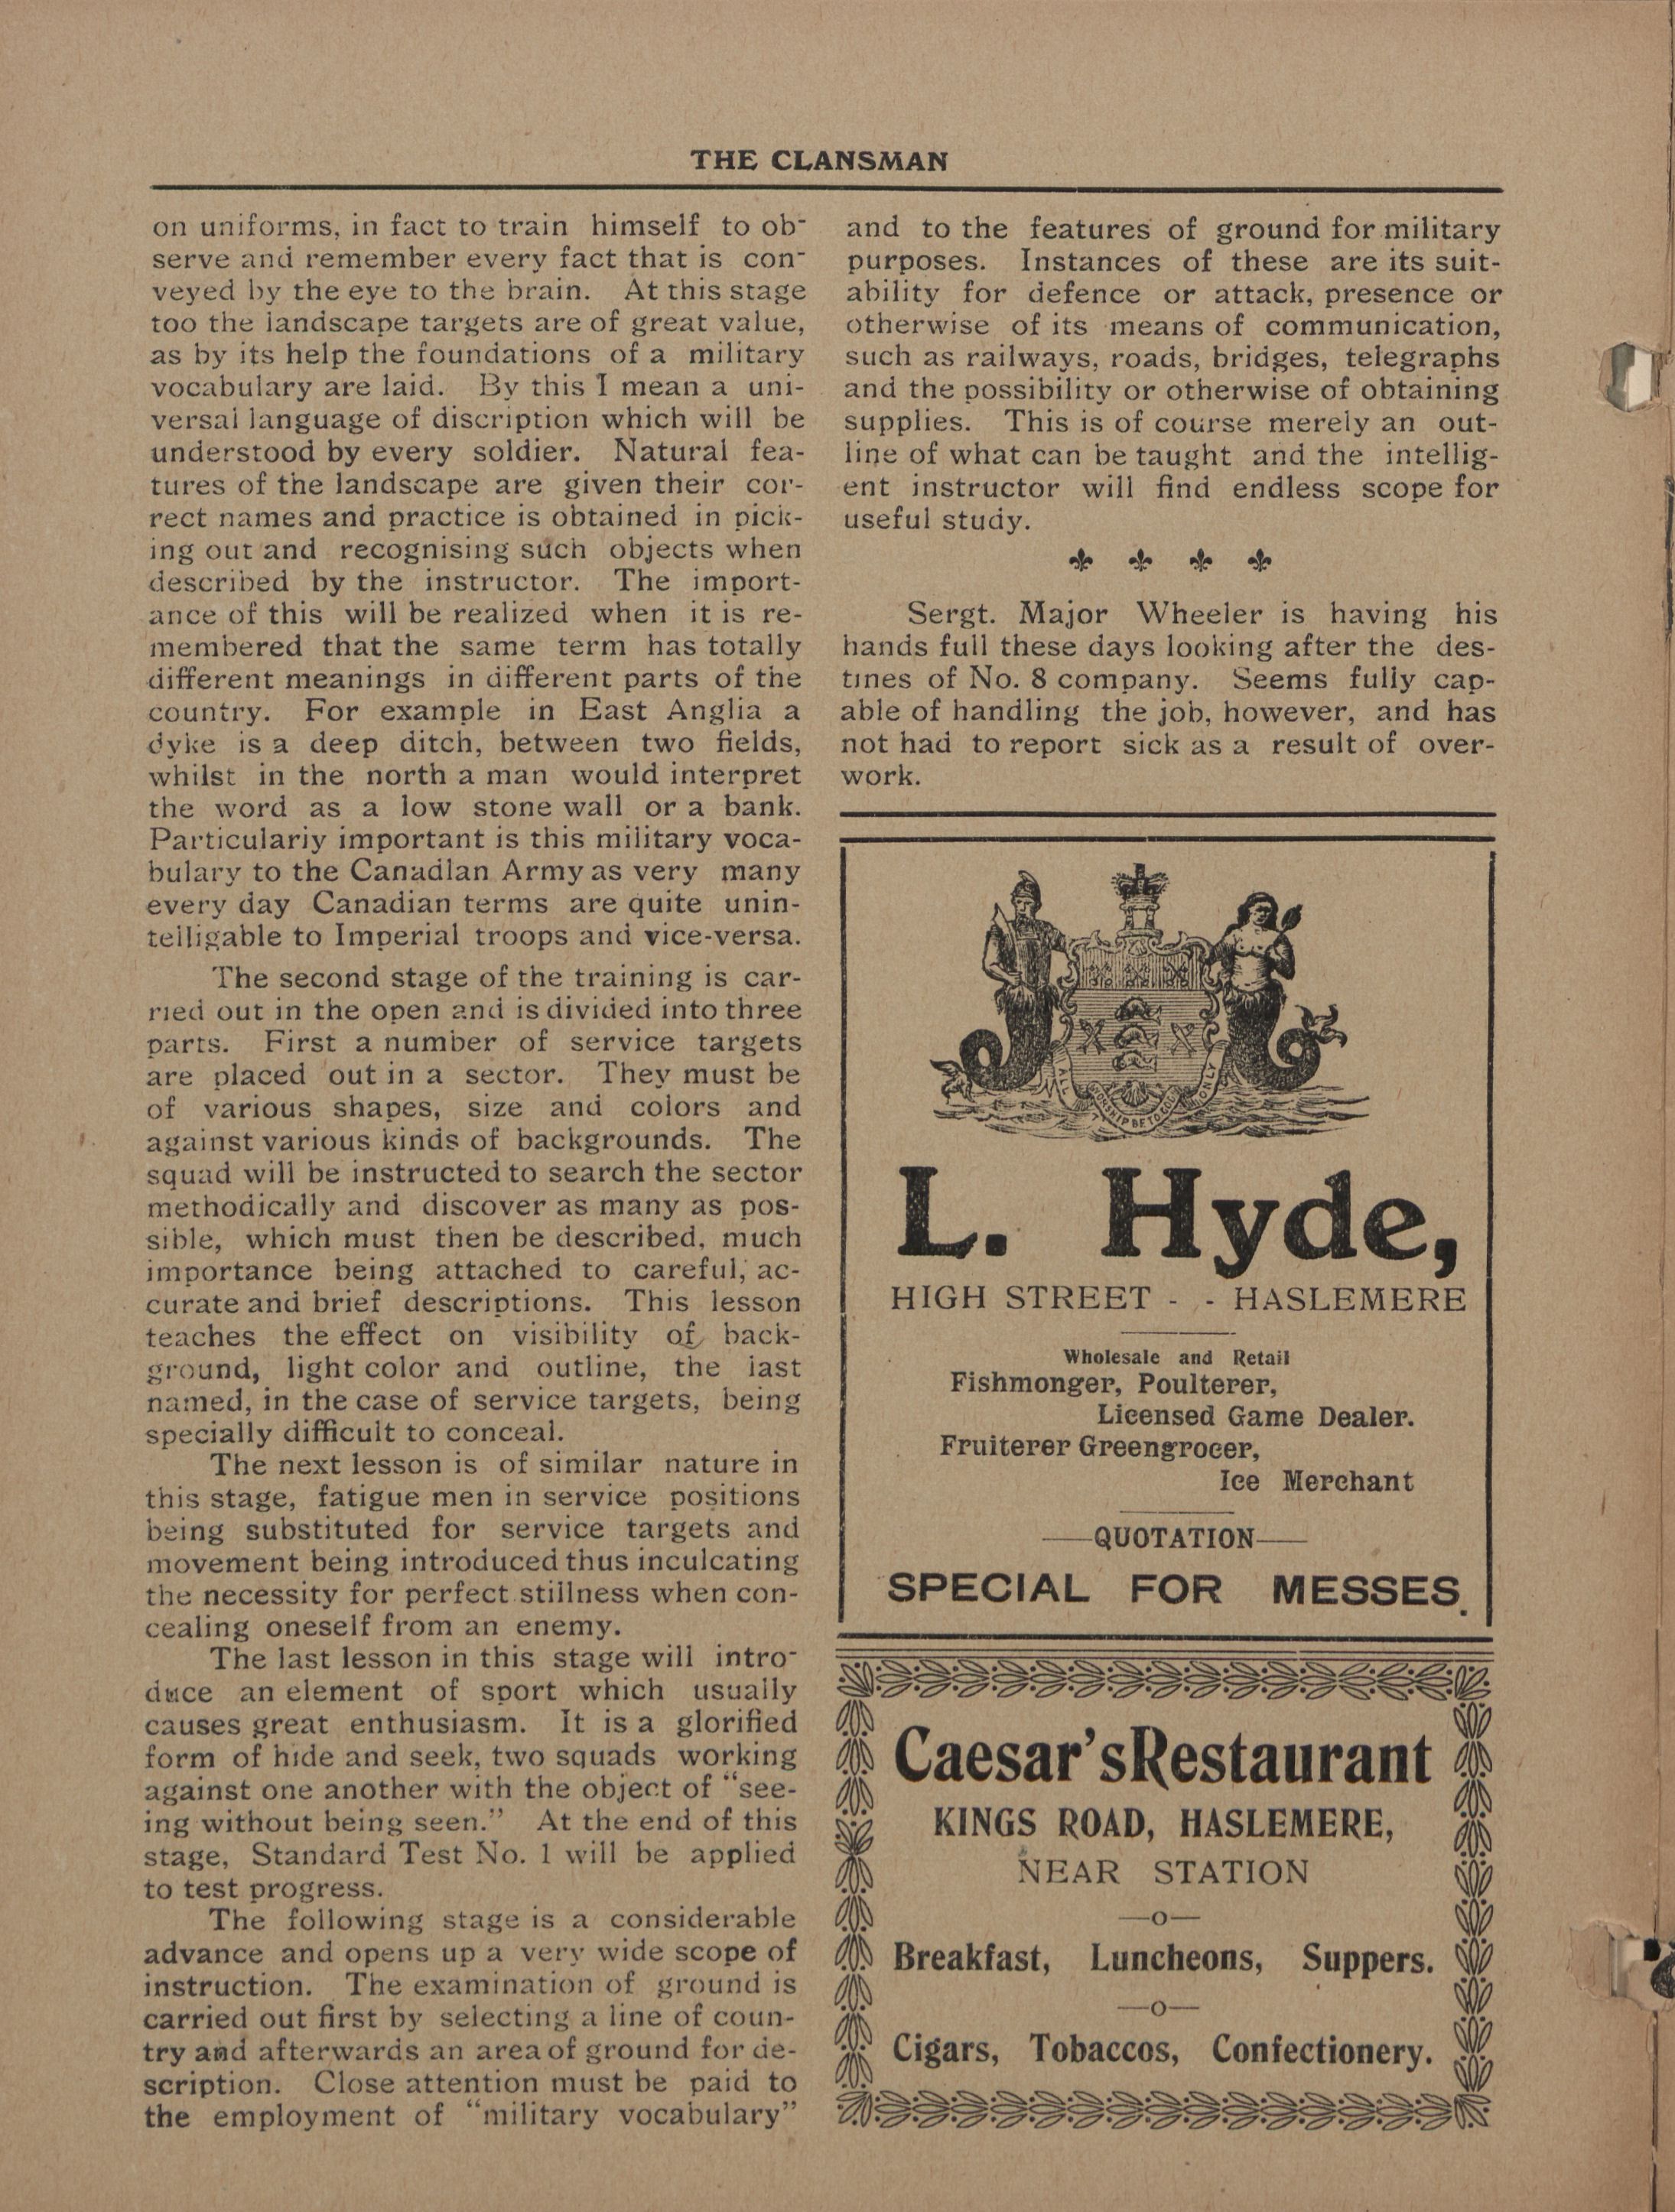 THE CLANSMAN
on uniforms, in fact to train himself to ob-
serve and remember every fact that is con-
veyed by the eye to the brain. At this stage
too the landscape targets are of great value,
as by its help the foundations of a military
vocabulary are laid. By this I mean a uni-
versal language of discription which will be
understood by every soldier. Natural fea-
tures of the landscape are given their cor-
rect names and practice is obtained in pick-
ing out and recognising such objects when
described by the instructor. The import-
ance of this will be realized when it is re-
membered that the same term has totally
different meanings in different parts of the
country. For example in East Anglia a
dyke is a deep ditch, between two fields,
whilst in the north a man would interpret
the word as a low stone wall or a bank.
Particulariy important is this military voca-
bulary to the Canadlan Army as very many
every day Canadian terms are quite unin-
telligable to Imperial troops and vice-versa.
The second stage of the training is car-
ried out in the open and is divided into three
parts. First a number of service targets
are placed out in a sector. They must be
of various shapes, size and colors and
against various kinds of backgrounds. The
squad will be instructed to search the sector
methodically and discover as many as pos-
sible, which must then be described, much
importance being attached to careful, ac-
curate and brief descriptions. This lesson
teaches the effect on visibility of back-
ground, light color and outline, the last
named, in the case of service targets, being
specially difficult to conceal.
The next lesson is of similar nature in
this stage, fatigue men in service positions
being substituted for service targets and
movement being introduced thus inculcating
the necessity for perfect stillness when con-
cealing oneself from an enemy.
The last lesson in this stage will intro-
duce an element of sport which usually
causes great enthusiasm. It is a glorified
form of hide and seek, two squads working
against one another with the object of “see-
ing without being seen.” At the end of this
stage, Standard Test No. 1 will be applied
to test progress.
The following stage is a considerable
advance and opens up a very wide scope of
instruction. The examination of ground is
carried out first by selecting a line of coun-
try and afterwards an area of ground for de-
scription. Close attention must be paid to
the employment of “military vocabulary”
and to the features of ground for military
purposes. Instances of these are its suit-
ability for defence or attack, presence or
otherwise of its means of communication,
such as railways, roads, bridges, telegraphs
and the possibility or otherwise of obtaining
supplies. This is of course merely an out-
line of what can be taught and the intellig-
ent instructor will find endless scope for
useful study.
Sergt. Major Wheeler is having his
hands full these days looking after the des-
tines of No. 8 company. Seems fully cap-
able of handling the job, however, and has
not had to report sick as a result of over-
work.
ALL WORSHIP BE TO GOD ONLY
L. Hyde,
HIGH STREET - - HASLEMERE
Wholesale and Retail
Fishmonger, Poulterer,
Licensed Game Dealer.
Fruiterer Greengrocer,
Ice Merchant
—QUOTATION—
SPECIAL FOR MESSES.
Caesar'sRestaurant
KINGS ROAD, HASLEMERE,
NEAR STATION
—o—
Breakfast, Luncheons, Suppers.
—o—
Cigars, Tobaccos, Confectionery.